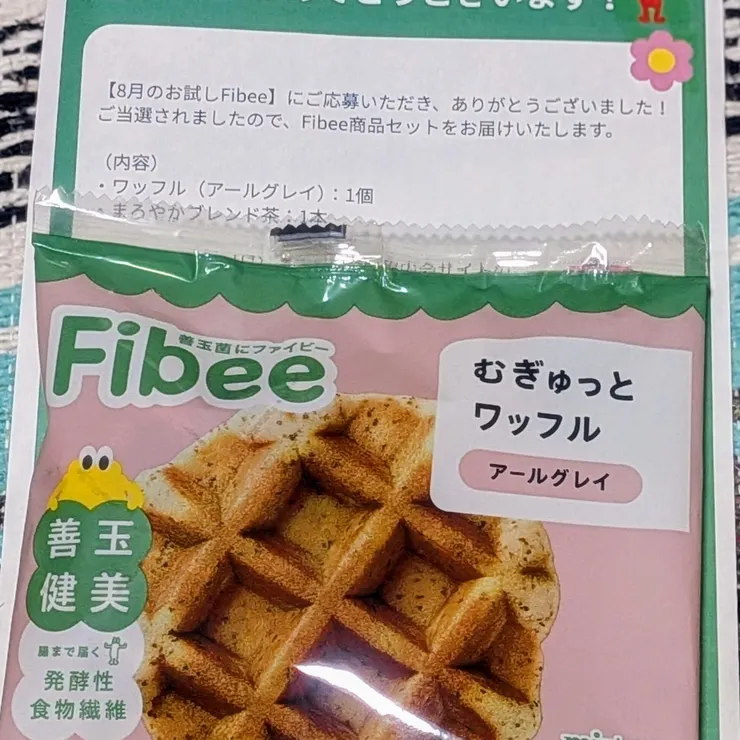 ございます！
【8月のお試しFibee】にご応募いただき、ありがとうございました！
ご当選されましたので、Fibee商品セットをお届けいたします。
（内容）
・ワッフル（アールグレイ）：1個
まろやかブレンド茶：1本
善玉菌にファイビー
Fibee
むぎゅっと
ワッフル
アールグレイ
善玉
健美
腸まで届く
発酵性
食物繊維